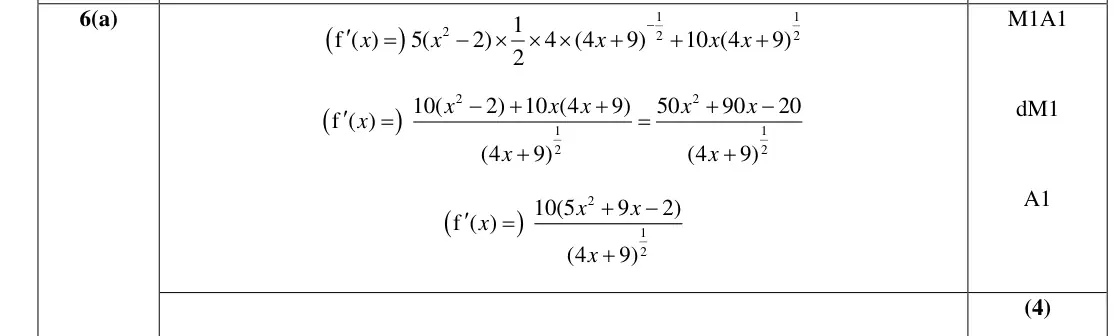 6(a)
(f ′(x) =) 5(x² − 2) × 1/2 × 4 × (4x + 9)^(−1/2) + 10x(4x + 9)^(1/2)
M1A1
(f ′(x) =) (10(x² − 2) + 10x(4x + 9))/((4x + 9)^(1/2)) = (50x² + 90x − 20)/((4x + 9)^(1/2))
dM1
(f ′(x) =) (10(5x² + 9x − 2))/((4x + 9)^(1/2))
A1
(4)